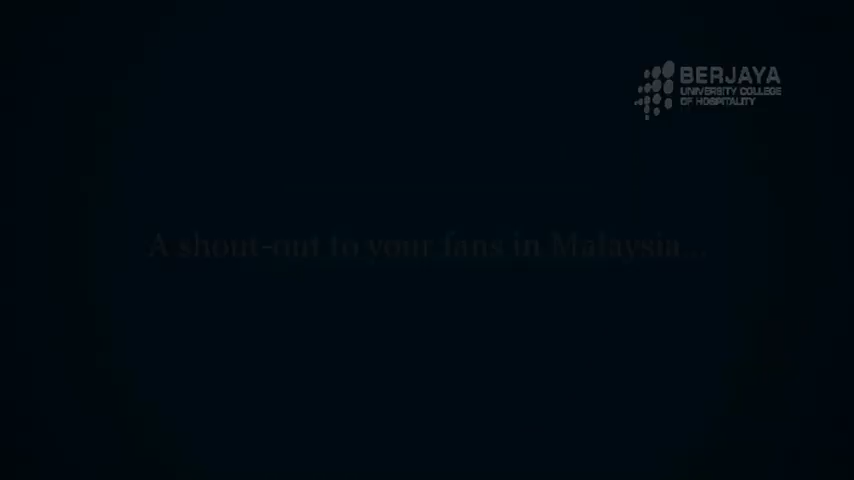 BERJAYA
UNIVERSITY COLLEGE
OF HOSPITALITY
A shout-out to your fans in Malaysia...